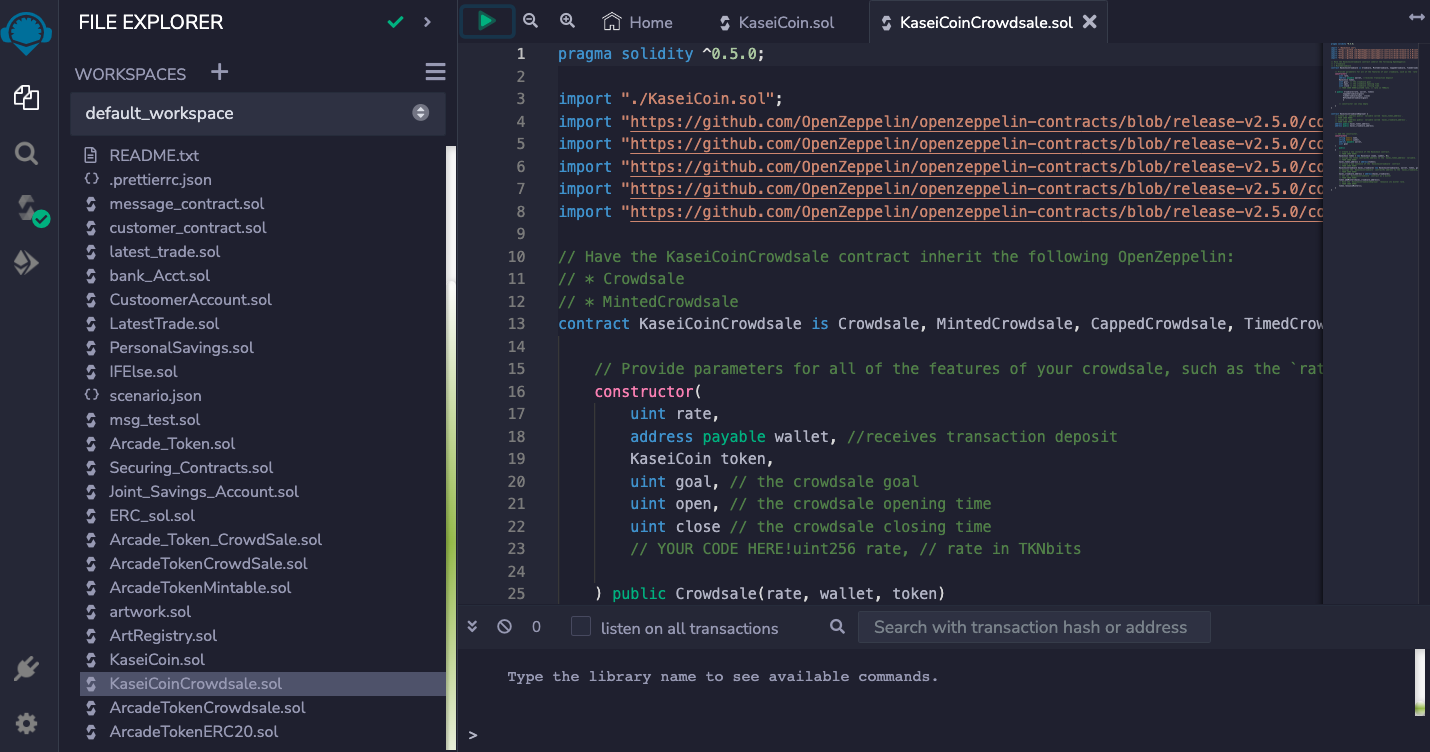 FILE EXPLORER
WORKSPACES
default_workspace
README.txt
.prettierrc.json
message_contract.sol
customer_contract.sol
latest_trade.sol
bank_Acct.sol
CustoomerAccount.sol
LatestTrade.sol
PersonalSavings.sol
IFElse.sol
scenario.json
msg_test.sol
Arcade_Token.sol
Securing_Contracts.sol
Joint_Savings_Account.sol
ERC_sol.sol
Arcade_Token_CrowdSale.sol
ArcadeTokenCrowdSale.sol
ArcadeTokenMintable.sol
artwork.sol
ArtRegistry.sol
KaseiCoin.sol
KaseiCoinCrowdsale.sol
ArcadeTokenCrowdsale.sol
ArcadeTokenERC20.sol
Home KaseiCoin.sol KaseiCoinCrowdsale.sol
1 pragma solidity ^0.5.0;
2
3 import "./KaseiCoin.sol";
4 import "https://github.com/OpenZeppelin/openzeppelin-contracts/blob/release-v2.5.0/co
5 import "https://github.com/OpenZeppelin/openzeppelin-contracts/blob/release-v2.5.0/co
6 import "https://github.com/OpenZeppelin/openzeppelin-contracts/blob/release-v2.5.0/co
7 import "https://github.com/OpenZeppelin/openzeppelin-contracts/blob/release-v2.5.0/co
8 import "https://github.com/OpenZeppelin/openzeppelin-contracts/blob/release-v2.5.0/co
9
10 // Have the KaseiCoinCrowdsale contract inherit the following OpenZeppelin:
11 // * Crowdsale
12 // * MintedCrowdsale
13 contract KaseiCoinCrowdsale is Crowdsale, MintedCrowdsale, CappedCrowdsale, TimedCrow
14
15 // Provide parameters for all of the features of your crowdsale, such as the `rat
16 constructor(
17 uint rate,
18 address payable wallet, //receives transaction deposit
19 KaseiCoin token,
20 uint goal, // the crowdsale goal
21 uint open, // the crowdsale opening time
22 uint close // the crowdsale closing time
23 // YOUR CODE HERE!uint256 rate, // rate in TKNbits
24
25 ) public Crowdsale(rate, wallet, token)
0 listen on all transactions Search with transaction hash or address
Type the library name to see available commands.
>